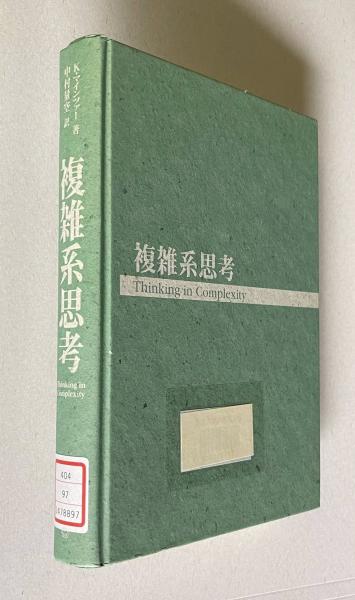 K・マインツァー 著
中村量空 訳
複雑系思考
Thinking in
Complexity
404
97
複雑系思考
Thinking in Complexity